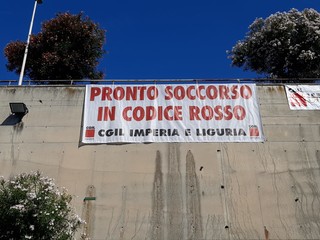 PRONTO SOCCORSO
IN CODICE ROSSO
CGIL IMPERIA E LIGURIA